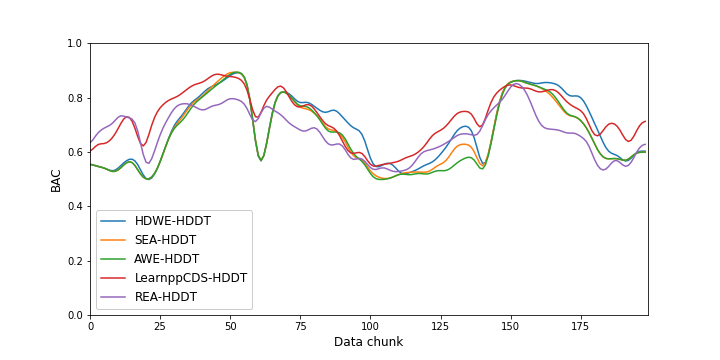 1.0
0.8
0.6
0.4
0.2
0.0
BAC
HDWE-HDDT
SEA-HDDT
AWE-HDDT
LearnppCDS-HDDT
REA-HDDT
0 25 50 75 100 125 150 175
Data chunk